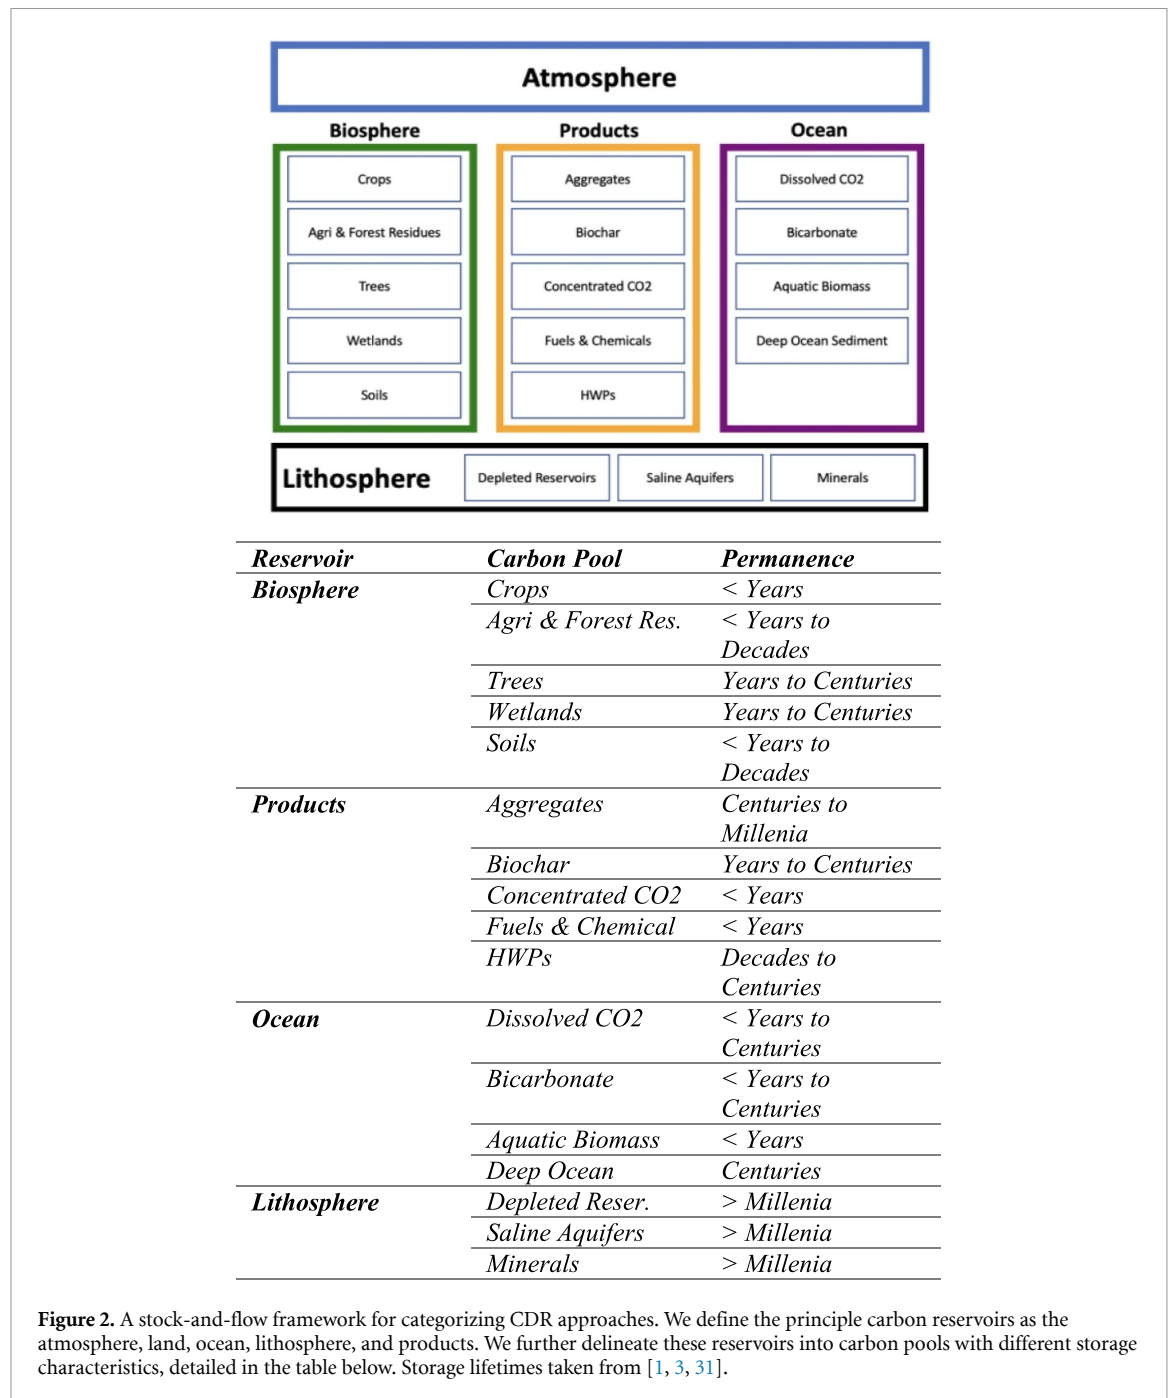 Atmosphere
Biosphere
Products
Ocean
Crops
Agri & Forest Residues
Trees
Wetlands
Soils
Aggregates
Biochar
Concentrated CO2
Fuels & Chemicals
HWPs
Dissolved CO2
Bicarbonate
Aquatic Biomass
Deep Ocean Sediment
Lithosphere
Depleted Reservoirs
Saline Aquifers
Minerals
Reservoir Carbon Pool Permanence
Biosphere Crops < Years
Agri & Forest Res. < Years to
Decades
Trees Years to Centuries
Wetlands Years to Centuries
Soils < Years to
Decades
Products Aggregates Centuries to
Millenia
Biochar Years to Centuries
Concentrated CO2 < Years
Fuels & Chemical < Years
HWPs Decades to
Centuries
Ocean Dissolved CO2 < Years to
Centuries
Bicarbonate < Years to
Centuries
Aquatic Biomass < Years
Deep Ocean Centuries
Lithosphere Depleted Reser. > Millenia
Saline Aquifers > Millenia
Minerals > Millenia
Figure 2. A stock-and-flow framework for categorizing CDR approaches. We define the principle carbon reservoirs as the
atmosphere, land, ocean, lithosphere, and products. We further delineate these reservoirs into carbon pools with different storage
characteristics, detailed in the table below. Storage lifetimes taken from [1, 3, 31].